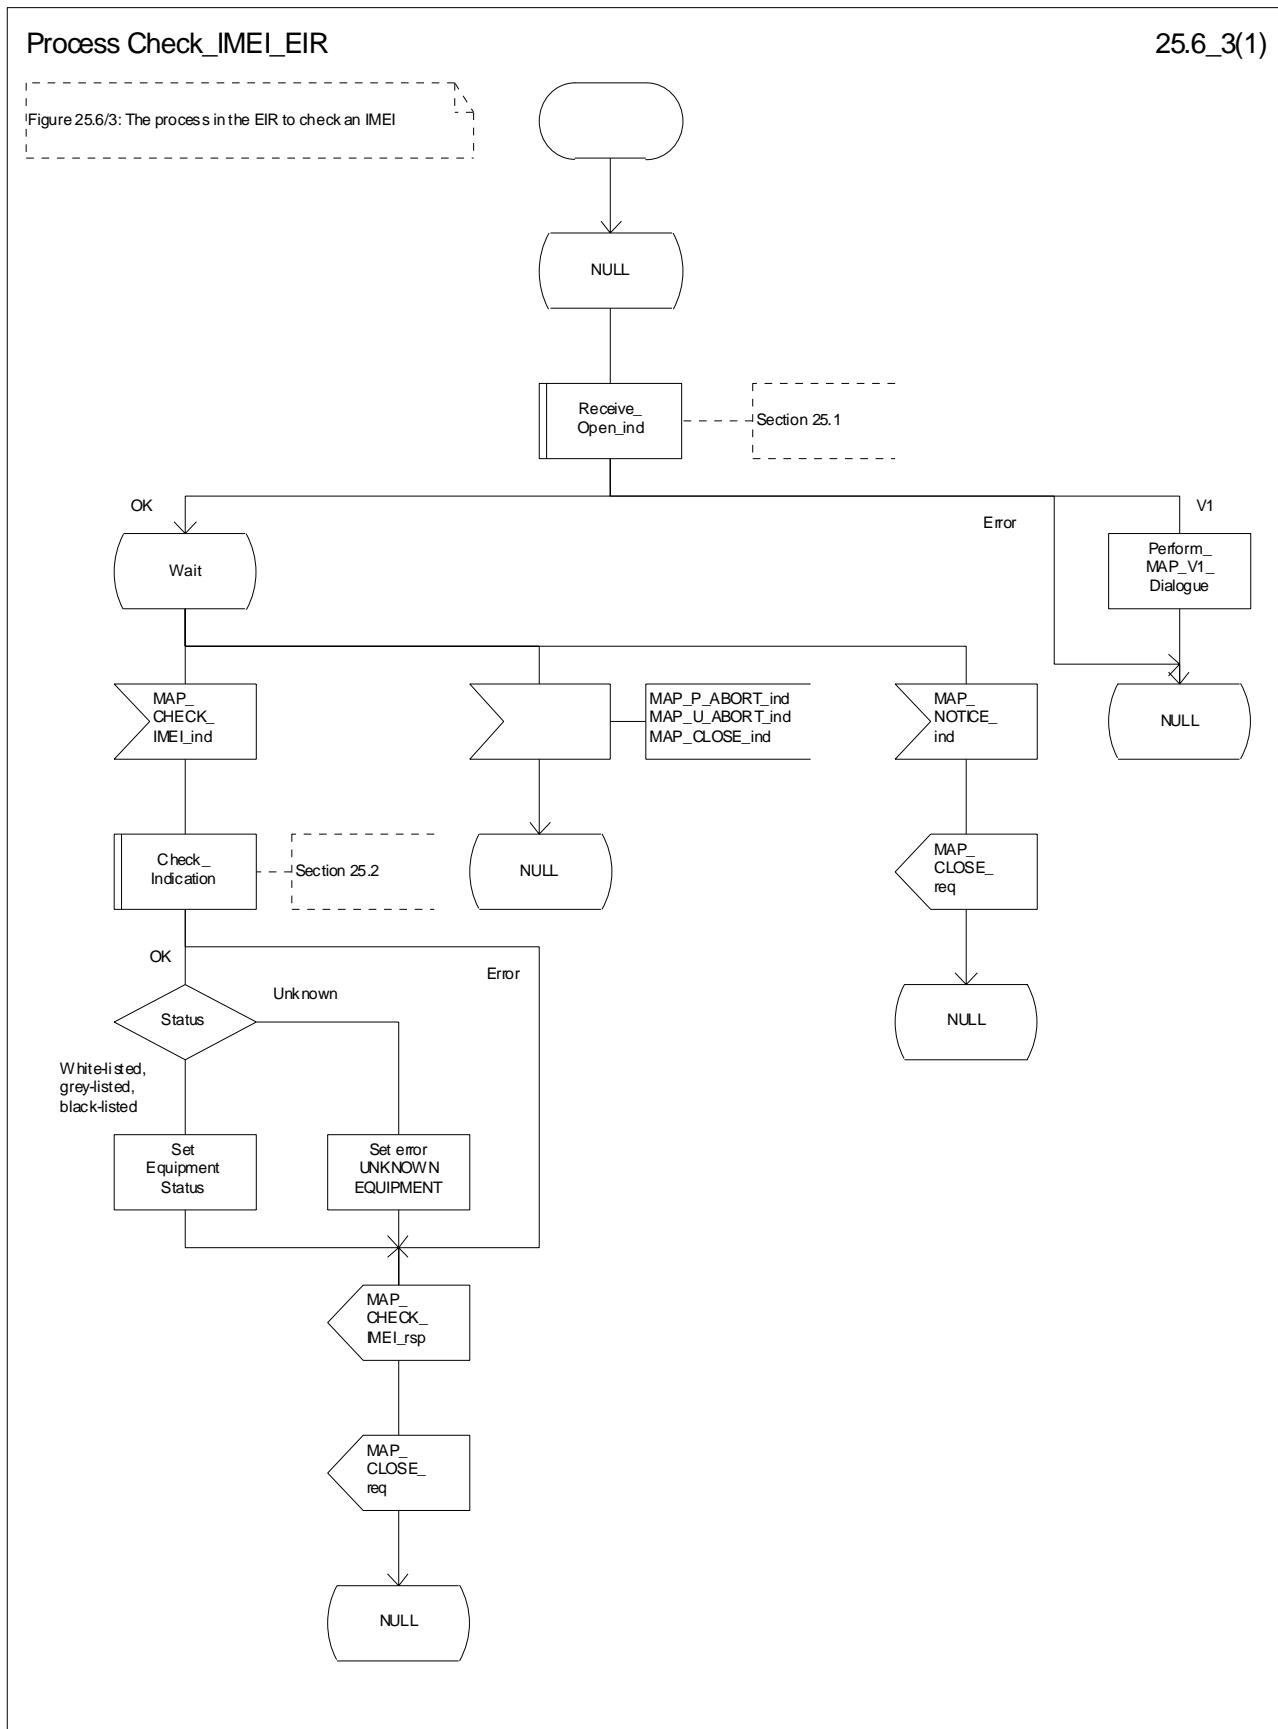 Process Check_IMEI_EIR
25.6_3(1)
Figure 25.6/3: The process in the EIR to check an IMEI
NULL
Receive_
Open_ind
Section 25.1
OK
Error
V1
Wait
Perform_
MAP_V1_
Dialogue
MAP_
CHECK_
IMEI_ind
MAP_P_ABORT_ind
MAP_U_ABORT_ind
MAP_CLOSE_ind
MAP_
NOTICE_
ind
NULL
Check_
Indication
Section 25.2
NULL
MAP_
CLOSE_
req
OK
Error
Unknown
Status
NULL
White-listed,
grey-listed,
black-listed
Set
Equipment
Status
Set error
UNKNOWN
EQUIPMENT
MAP_
CHECK_
IMEI_rsp
MAP_
CLOSE_
req
NULL